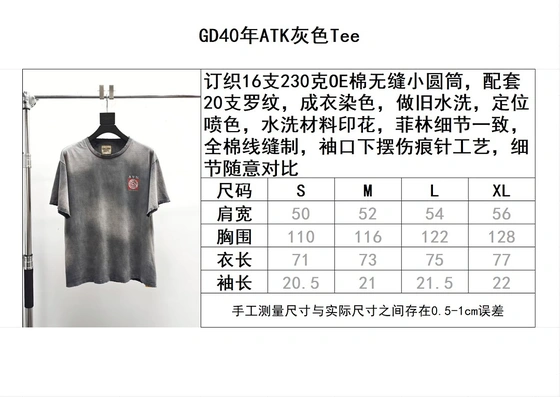 GD40年ATK灰色Tee
订织16支230克OE棉无缝小圆筒，配套
20支罗纹，成衣染色，做旧水洗，定位
喷色，水洗材料印花，菲林细节一致，
全棉线缝制，袖口下摆伤痕针工艺，细
节随意对比
尺码 S M L XL
肩宽 50 52 54 56
胸围 110 116 122 128
衣长 71 73 75 77
袖长 20.5 21 21.5 22
手工测量尺寸与实际尺寸之间存在0.5-1cm误差